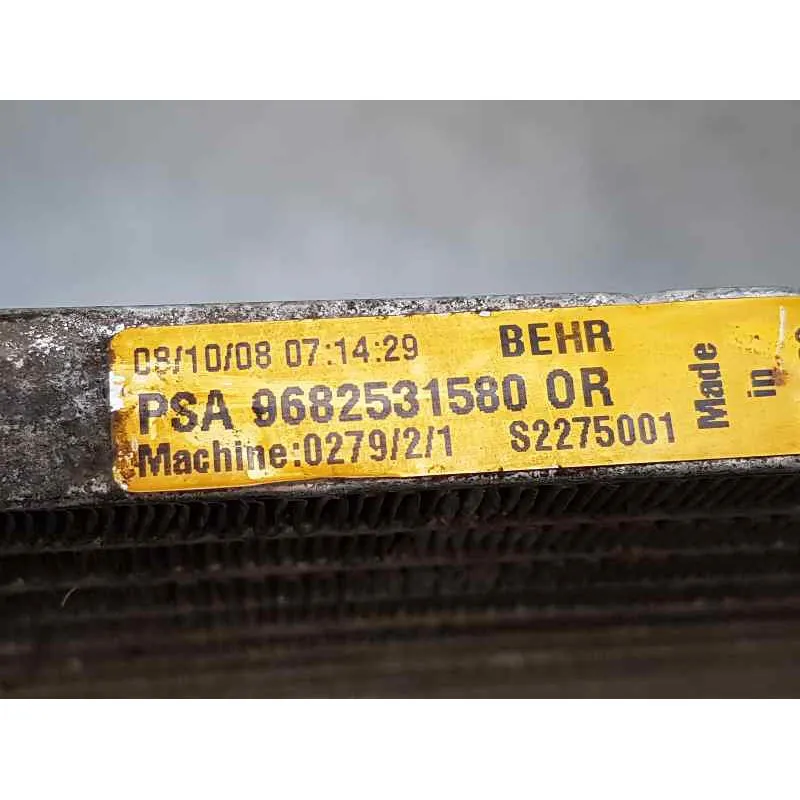 08/10/08 07:14:29 BEHR
PSA 9682531580 OR
Machine:0279/2/1 S2275001
Made
in